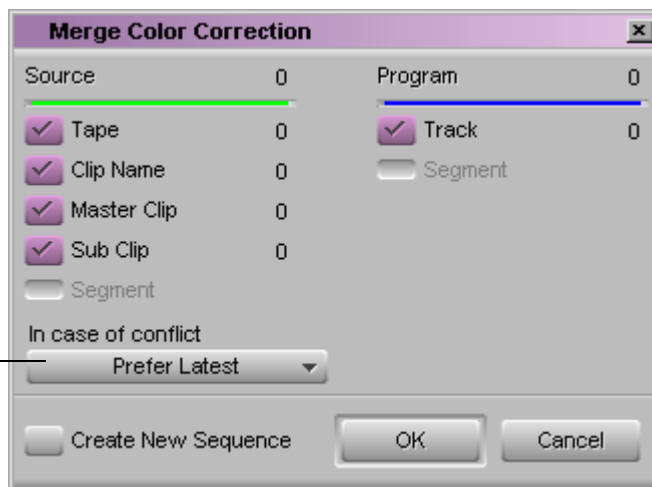 Merge Color Correction
Source 0
Program 0
Tape 0
Track 0
Clip Name 0
Segment
Master Clip 0
Sub Clip 0
Segment
In case of conflict
Prefer Latest
Create New Sequence
OK
Cancel